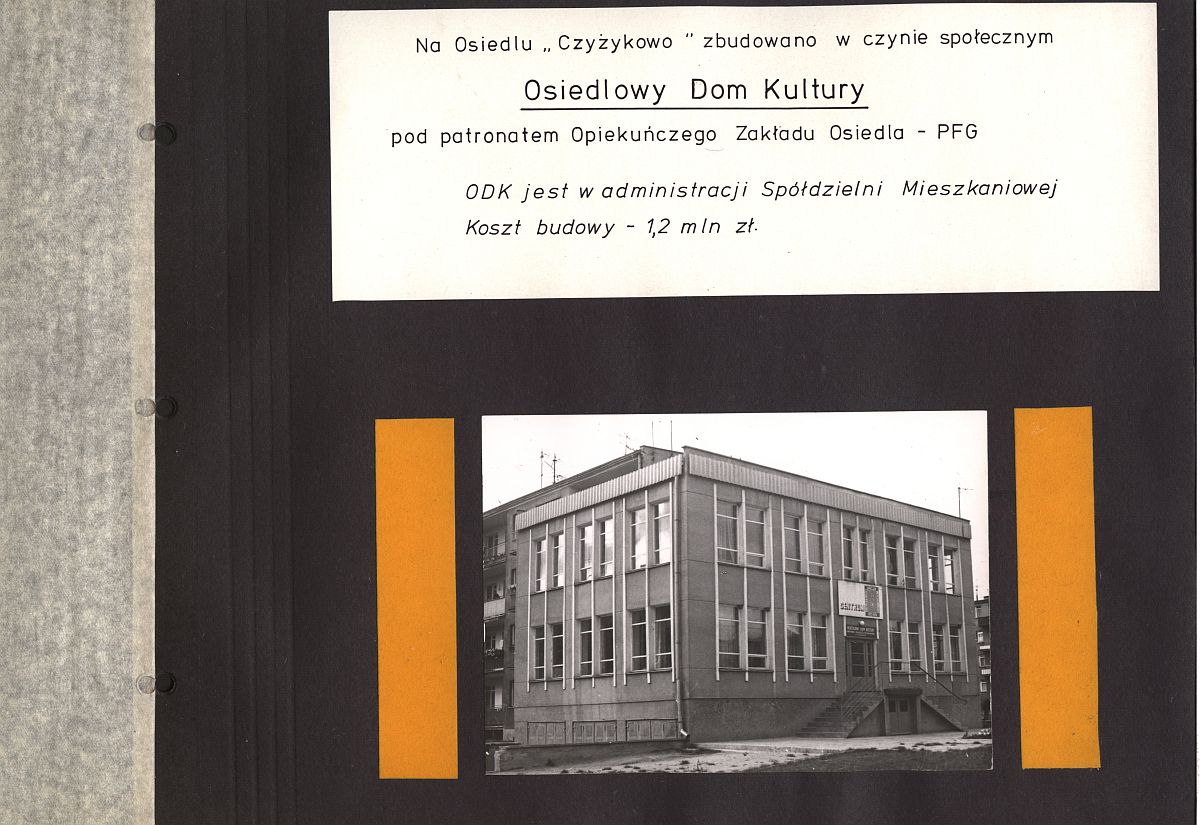 Na Osiedlu „Czyżykowo" zbudowano w czynie społecznym
Osiedlowy Dom Kultury
pod patronatem Opiekuńczego Zakładu Osiedla - PFG
ODK jest w administracji Spółdzielni Mieszkaniowej
Koszt budowy - 1,2 mln zł.